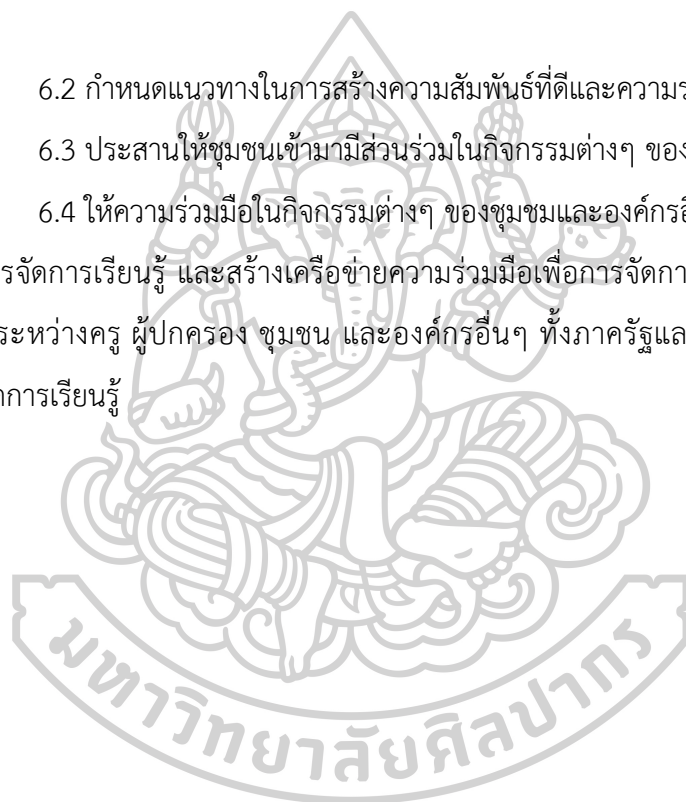 6.2 กำหนดแนวทางในการสร้างความสัมพันธ์ที่ดีและความร
6.3 ประสานให้ชุมชนเข้ามามีส่วนร่วมในกิจกรรมต่างๆ ของ
6.4 ให้ความร่วมมือในกิจกรรมต่างๆ ของชุมชมและองค์กรอื
รจัดการเรียนรู้ และสร้างเครือข่ายความร่วมมือเพื่อการจัดกา
ระหว่างครู ผู้ปกครอง ชุมชน และองค์กรอื่นๆ ทั้งภาครัฐและ
การเรียนรู้
มหาวิทยาลัยศิลปากร